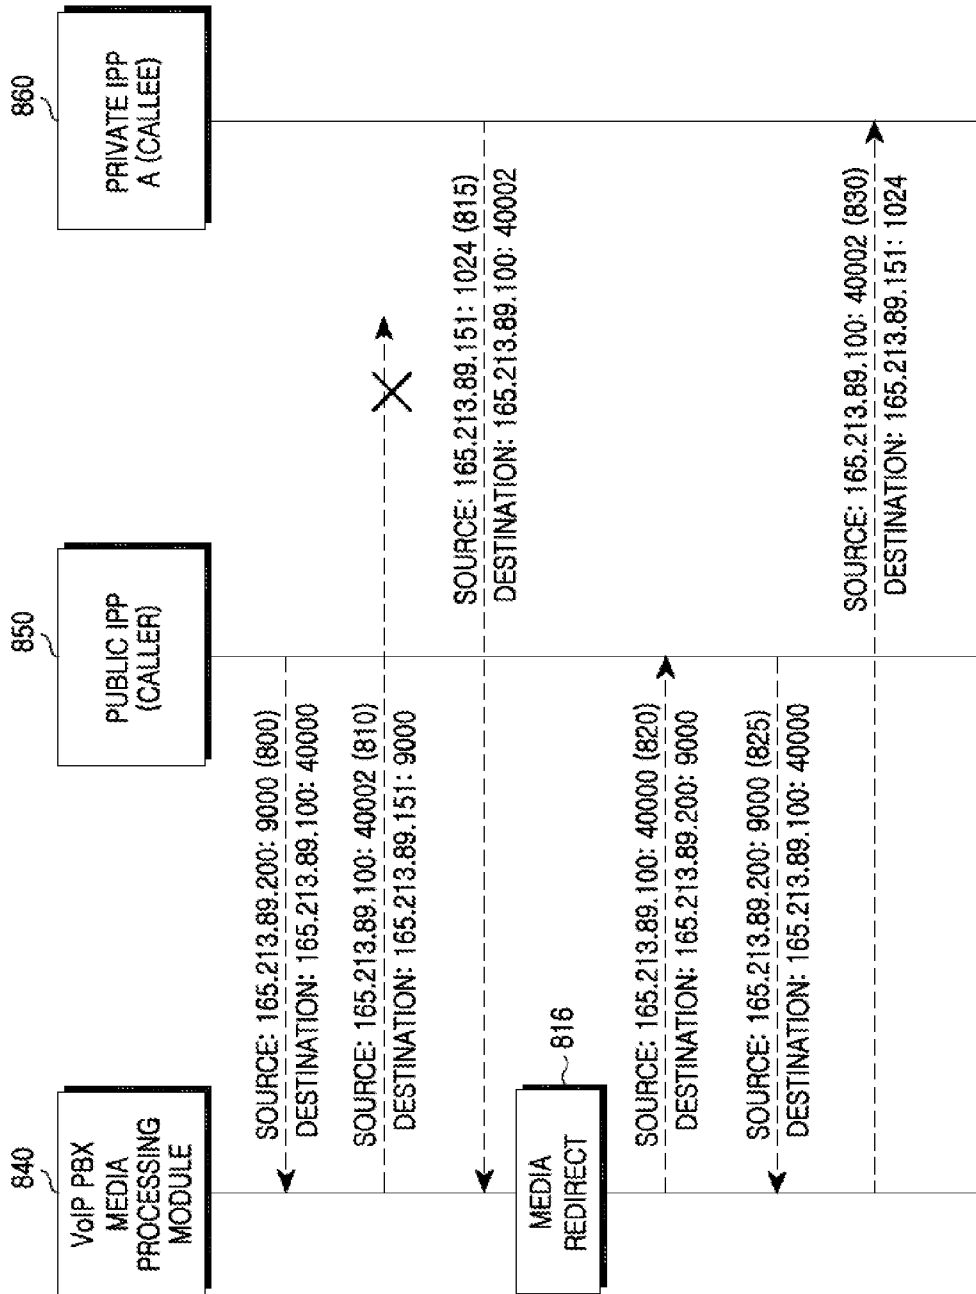 840
VoIP PBX
MEDIA
PROCESSING
MODULE
850
PUBLIC IPP
(CALLER)
860
PRIVATE IPP
A (CALLEE)
SOURCE: 165.213.89.200: 9000 (800)
DESTINATION: 165.213.89.100: 40000
SOURCE: 165.213.89.100: 40002 (810)
DESTINATION: 165.213.89.151: 9000
SOURCE: 165.213.89.151: 1024 (815)
DESTINATION: 165.213.89.100: 40002
MEDIA
REDIRECT
816
SOURCE: 165.213.89.100: 40000 (820)
DESTINATION: 165.213.89.200: 9000
SOURCE: 165.213.89.200: 9000 (825)
DESTINATION: 165.213.89.100: 40000
SOURCE: 165.213.89.100: 40002 (830)
DESTINATION: 165.213.89.151: 1024